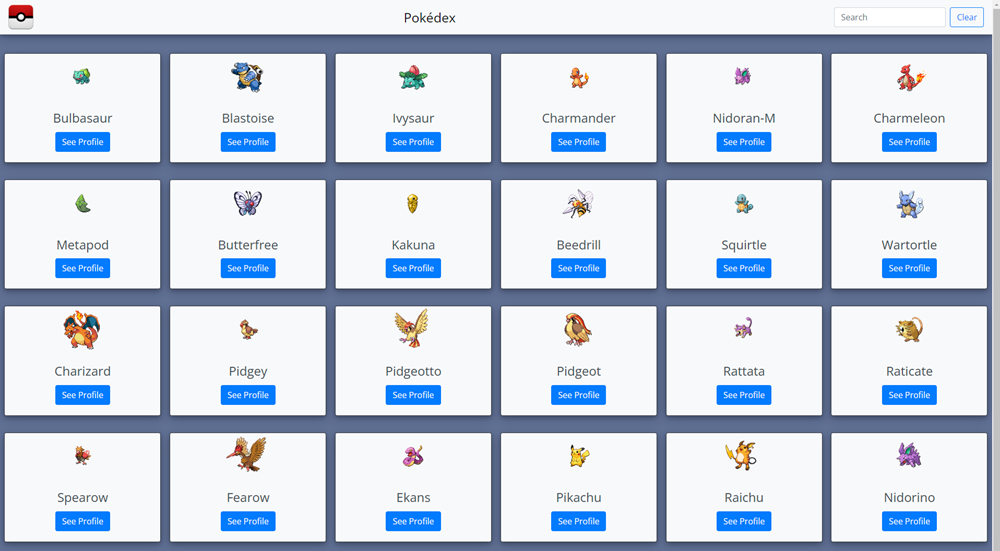 Pokédex
Search
Clear
Bulbasaur
Blastoise
Ivysaur
Charmander
Nidoran-M
Charmeleon
See Profile
See Profile
See Profile
See Profile
See Profile
See Profile
Metapod
Butterfree
Kakuna
Beedrill
Squirtle
Wartortle
See Profile
See Profile
See Profile
See Profile
See Profile
See Profile
Charizard
Pidgey
Pidgeotto
Pidgeot
Rattata
Raticate
See Profile
See Profile
See Profile
See Profile
See Profile
See Profile
Spearow
Fearow
Ekans
Pikachu
Raichu
Nidorino
See Profile
See Profile
See Profile
See Profile
See Profile
See Profile